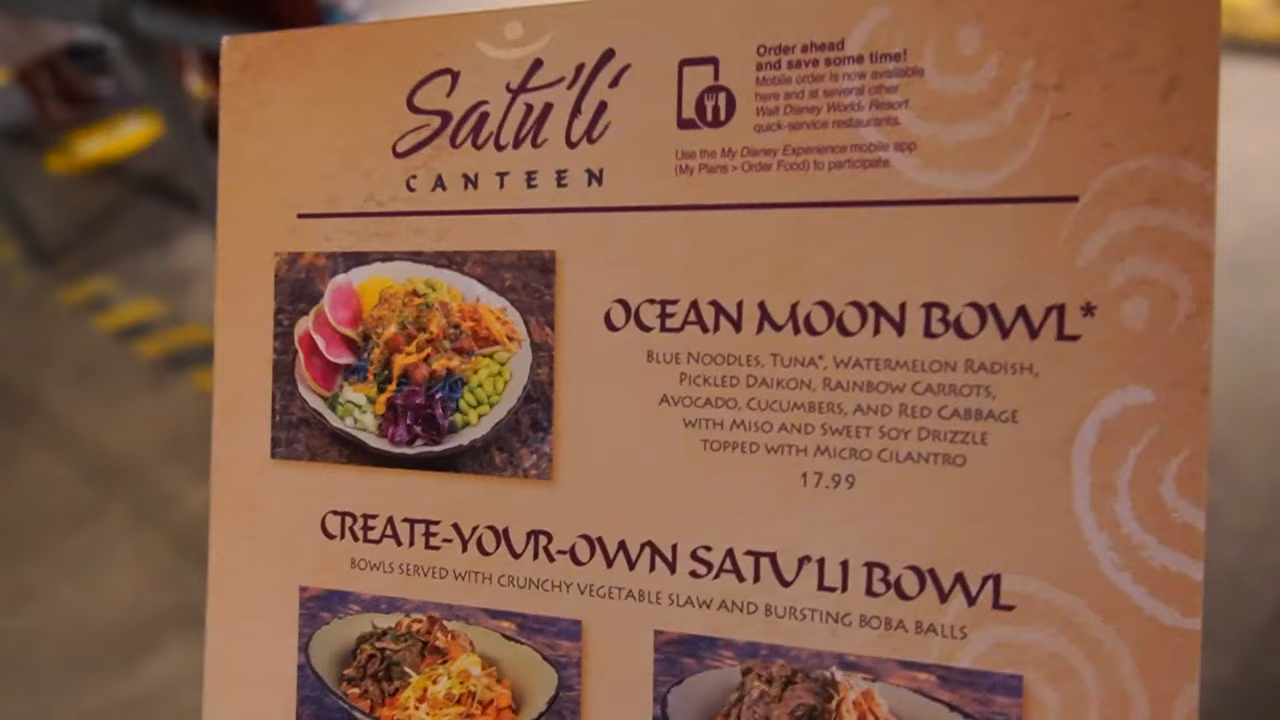 Satu'li
CANTEEN
Order ahead
and save some time!
Mobile order is now available
here and at several other
Walt Disney World® Resort
quick-service restaurants.
Use the My Disney Experience mobile app
(My Plans > Order Food) to participate.
OCEAN MOON BOWL*
BLUE NOODLES, TUNA*, WATERMELON RADISH,
PICKLED DAIKON, RAINBOW CARROTS,
AVOCADO, CUCUMBERS, AND RED CABBAGE
WITH MISO AND SWEET SOY DRIZZLE
TOPPED WITH MICRO CILANTRO
17.99
CREATE-YOUR-OWN SATU'LI BOWL
BOWLS SERVED WITH CRUNCHY VEGETABLE SLAW AND BURSTING BOBA BALLS